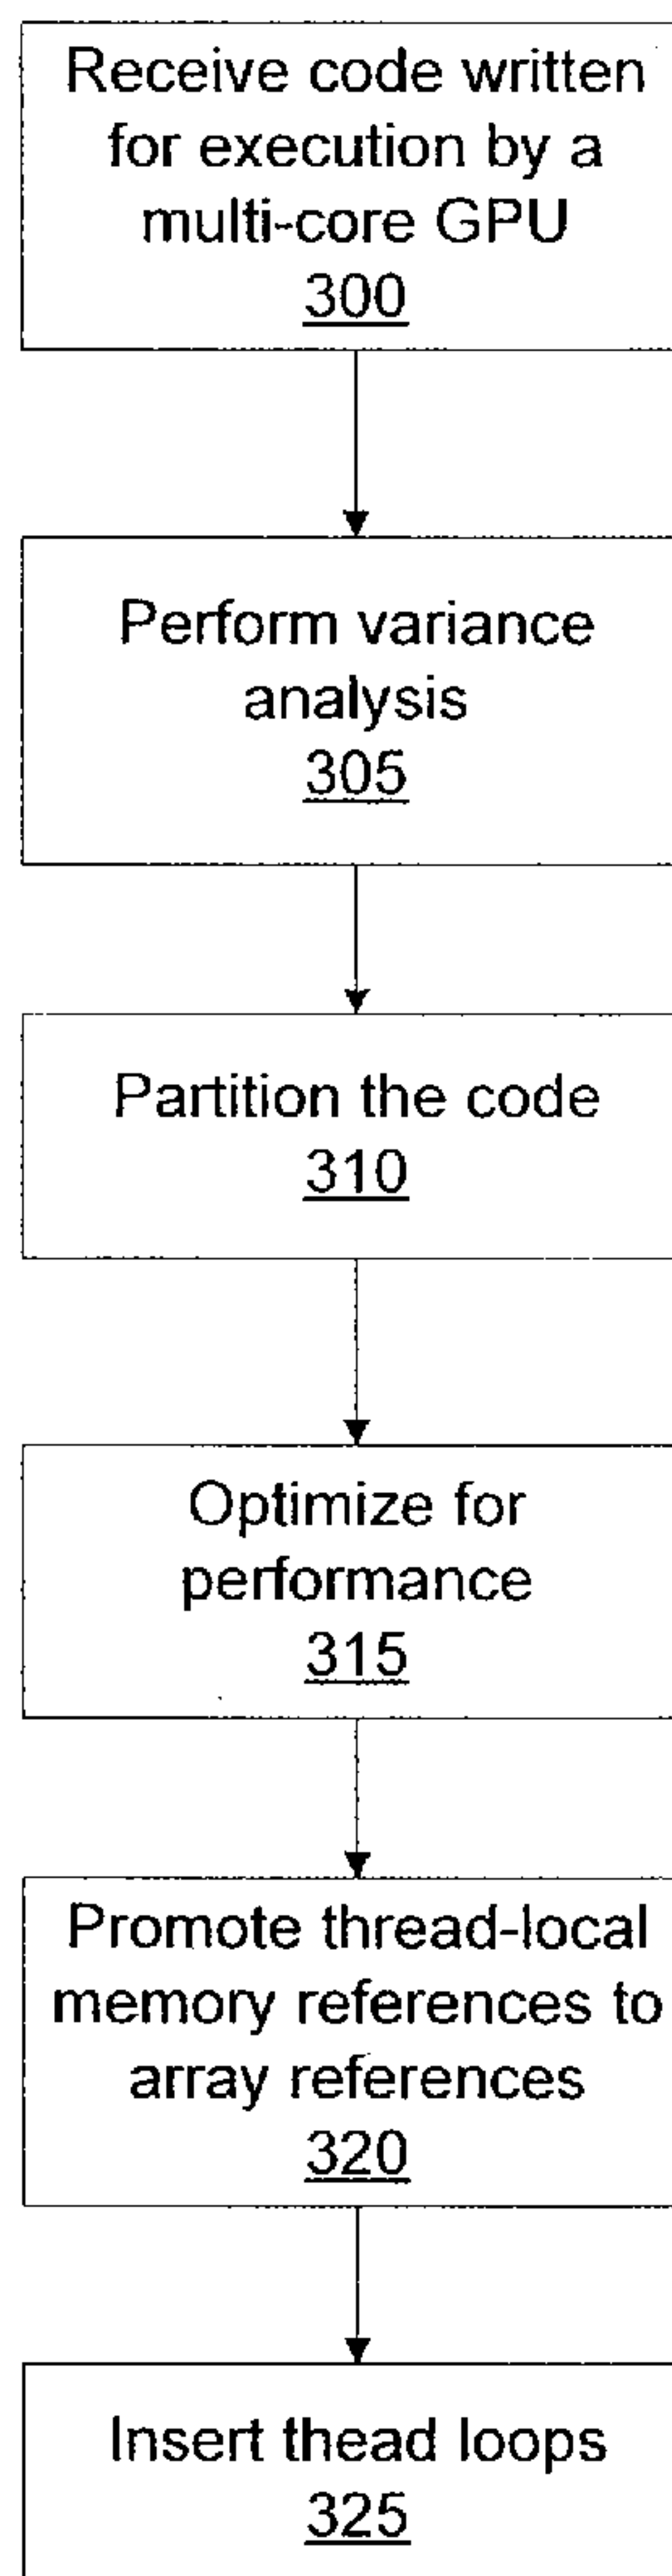 Receive code written
for execution by a
multi-core GPU
300
Perform variance
analysis
305
Partition the code
310
Optimize for
performance
315
Promote thread-local
memory references to
array references
320
Insert thead loops
325